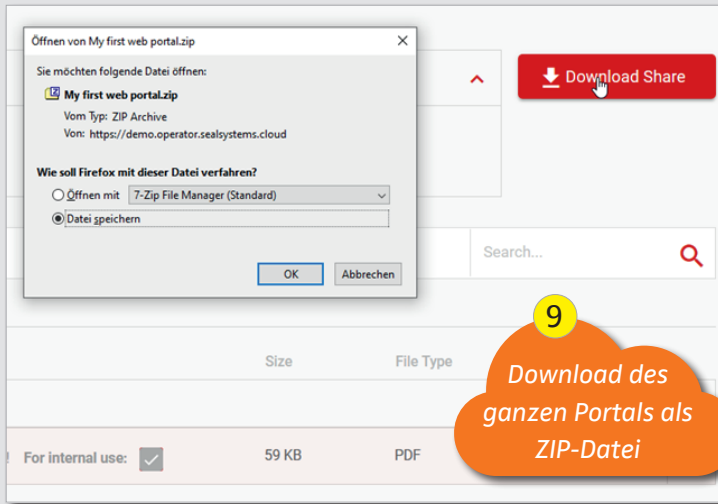 Öffnen von My first web portal.zip
Sie möchten folgende Datei öffnen:
My first web portal.zip
Vom Typ: ZIP Archive
Von: https://demo.operator.sealsystems.cloud
Wie soll Firefox mit dieser Datei verfahren?
Öffnen mit 7-Zip File Manager (Standard)
Datei speichern
OK Abbrechen
Download Share
Search...
Size File Type
! For internal use: 59 KB PDF
9
Download des
ganzen Portals als
ZIP-Datei